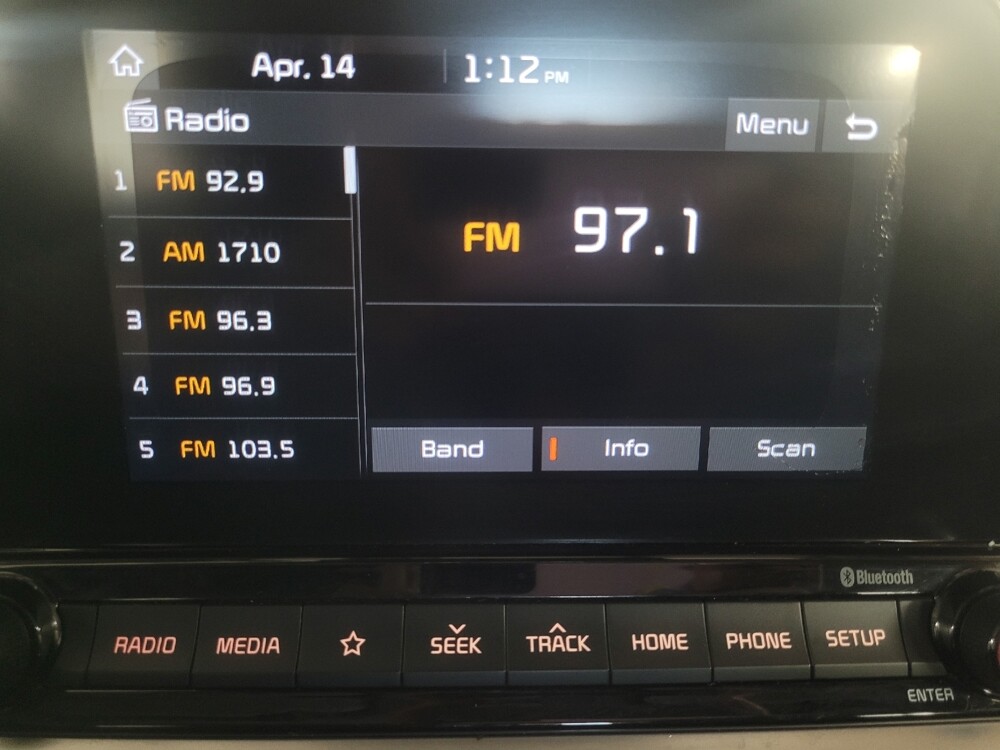 Apr. 14 1:12 PM
Radio Menu
1 FM 92.9
2 AM 1710
3 FM 96.3
4 FM 96.9
5 FM 103.5
FM 97.1
Band Info Scan
Bluetooth
RADIO MEDIA SEEK TRACK HOME PHONE SETUP
ENTER